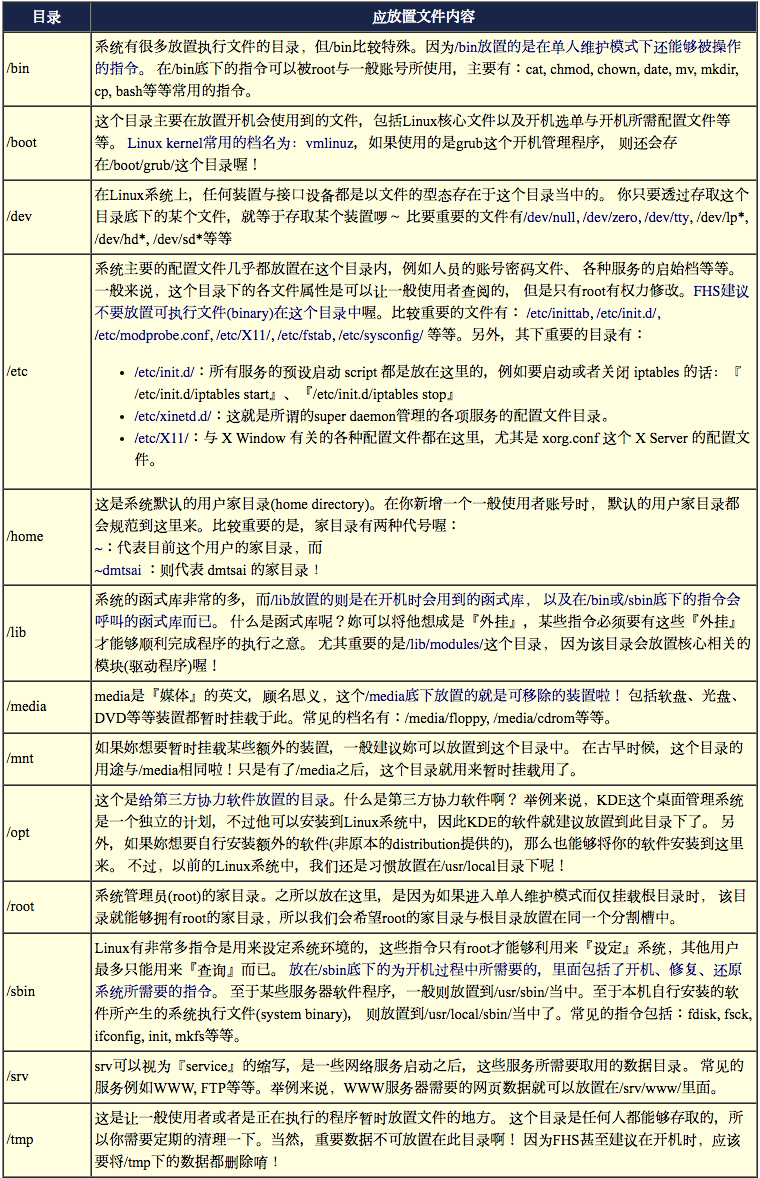 目录 应放置文件内容
/bin
系统有很多放置执行文件的目录，但/bin比较特殊。因为/bin放置的是在单人维护模式下还能够被操作
的指令。 在/bin底下的指令可以被root与一般账号所使用，主要有：cat, chmod, chown, date, mv, mkdir,
cp, bash等等常用的指令。
/boot
这个目录主要在放置开机会使用到的文件，包括Linux核心文件以及开机选单与开机所需配置文件等
等。 Linux kernel常用的档名为：vmlinuz，如果使用的是grub这个开机管理程序， 则还会存
在/boot/grub/这个目录喔！
/dev
在Linux系统上，任何装置与接口设备都是以文件的型态存在于这个目录当中的。 你只要透过存取这个
目录底下的某个文件，就等于存取某个装置啰～ 比要重要的文件有/dev/null, /dev/zero, /dev/tty, /dev/lp*,
/dev/hd*, /dev/sd*等等
/etc
系统主要的配置文件几乎都放置在这个目录内，例如人员的账号密码文件、 各种服务的启始档等等。
一般来说，这个目录下的各文件属性是可以让一般使用者查阅的， 但是只有root有权力修改。FHS建议
不要放置可执行文件(binary)在这个目录中喔。比较重要的文件有： /etc/inittab, /etc/init.d/,
/etc/modprobe.conf, /etc/X11/, /etc/fstab, /etc/sysconfig/ 等等。另外，其下重要的目录有：
• /etc/init.d/：所有服务的预设启动 script 都是放在这里的，例如要启动或者关闭 iptables 的话：『
/etc/init.d/iptables start』、『/etc/init.d/iptables stop』
• /etc/xinetd.d/：这就是所谓的super daemon管理的各项服务的配置文件目录。
• /etc/X11/：与 X Window 有关的各种配置文件都在这里，尤其是 xorg.conf 这个 X Server 的配置文
件。
/home
这是系统默认的用户家目录(home directory)。在你新增一个一般使用者账号时， 默认的用户家目录都
会规范到这里来。比较重要的是，家目录有两种代号喔：
~：代表目前这个用户的家目录，而
~dmtsai ：则代表 dmtsai 的家目录！
/lib
系统的函式库非常的多，而/lib放置的则是在开机时会用到的函式库， 以及在/bin或/sbin底下的指令会
呼叫的函式库而已。 什么是函式库呢？妳可以将他想成是『外挂』，某些指令必须要有这些『外挂』
才能够顺利完成程序的执行之意。 尤其重要的是/lib/modules/这个目录， 因为该目录会放置核心相关的
模块(驱动程序)喔！
/media
media是『媒体』的英文，顾名思义，这个/media底下放置的就是可移除的装置啦！ 包括软盘、光盘、
DVD等等装置都暂时挂载于此。常见的档名有：/media/floppy, /media/cdrom等等。
/mnt
如果妳想要暂时挂载某些额外的装置，一般建议妳可以放置到这个目录中。 在古早时候，这个目录的
用途与/media相同啦！只是有了/media之后，这个目录就用来暂时挂载用了。
/opt
这个是给第三方协力软件放置的目录。什么是第三方协力软件啊？ 举例来说，KDE这个桌面管理系统
是一个独立的计划，不过他可以安装到Linux系统中，因此KDE的软件就建议放置到此目录下了。 另
外，如果妳想要自行安装额外的软件(非原本的distribution提供的)，那么也能够将你的软件安装到这里
来。 不过，以前的Linux系统中，我们还是习惯放置在/usr/local目录下呢！
/root
系统管理员(root)的家目录。之所以放在这里，是因为如果进入单人维护模式而仅挂载根目录时， 该目
录就能够拥有root的家目录，所以我们会希望root的家目录与根目录放置在同一个分割槽中。
/sbin
Linux有非常多指令是用来设定系统环境的，这些指令只有root才能够利用来『设定』系统，其他用户
最多只能用来『查询』而已。 放在/sbin底下的为开机过程中所需要的，里面包括了开机、修复、还原
系统所需要的指令。 至于某些服务器软件程序，一般则放置到/usr/sbin/当中。至于本机自行安装的软
件所产生的系统执行文件(system binary)， 则放置到/usr/local/sbin/当中了。常见的指令包括：fdisk, fsck,
ifconfig, init, mkfs等等。
/srv
srv可以视为『service』的缩写，是一些网络服务启动之后，这些服务所需要取用的数据目录。 常见的
服务例如WWW, FTP等等。举例来说，WWW服务器需要的网页数据就可以放置在/srv/www/里面。
/tmp
这是让一般使用者或者是正在执行的程序暂时放置文件的地方。 这个目录是任何人都能够存取的，所
以你需要定期的清理一下。当然，重要数据不可放置在此目录啊！ 因为FHS甚至建议在开机时，应该
要将/tmp下的数据都删除唷！